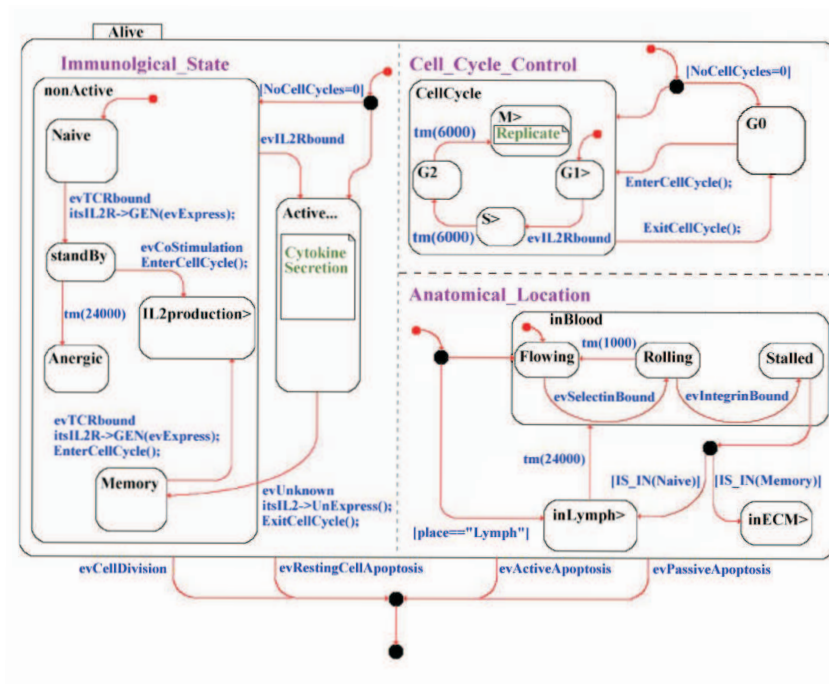 Alive
Immunolgical_State
nonActive
[NoCellCycles=0]
Naive
evIL2Rbound
evTCRbound
itsIL2R->GEN(evExpress);
Active...
Cytokine
Secretion
standBy
evCoStimulation
EnterCellCycle();
tm(24000)
IL2production>
Anergic
evTCRbound
itsIL2R->GEN(evExpress);
EnterCellCycle();
Memory
evUnknown
itsIL2->UnExpress();
ExitCellCycle();
Cell_Cycle_Control
[NoCellCycles=0]
CellCycle
M>
Replicate
tm(6000)
G0
G2
G1>
EnterCellCycle();
S>
tm(6000)
evIL2Rbound
ExitCellCycle();
Anatomical_Location
inBlood
tm(1000)
Flowing
Rolling
Stalled
evSelectinBound
evIntegrinBound
tm(24000)
[IS_IN(Naive)]
[IS_IN(Memory)]
[place=="Lymph"]
inLymph>
inECM>
evCellDivision
evRestingCellApoptosis
evActiveApoptosis
evPassiveApoptosis